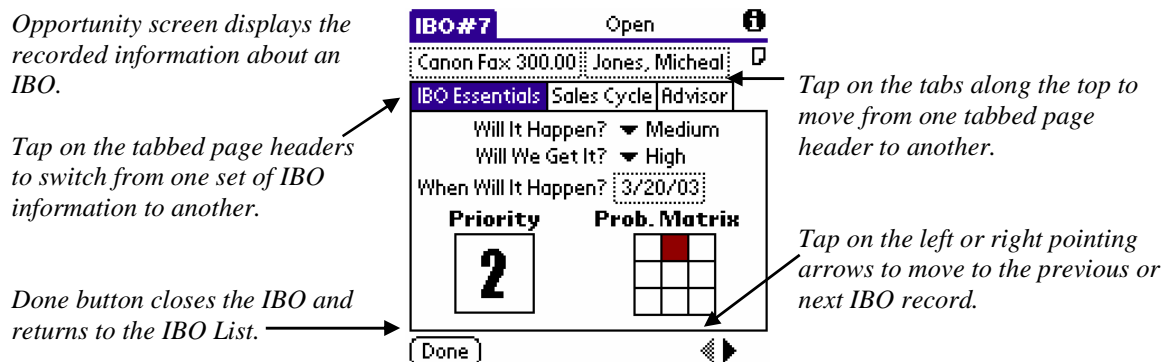 Opportunity screen displays the
recorded information about an
IBO.
Tap on the tabbed page headers
to switch from one set of IBO
information to another.
Done button closes the IBO and
returns to the IBO List.
IBO#7 Open
Canon Fax 300.00 Jones, Micheal
IBO Essentials Sales Cycle Advisor
Will It Happen? Medium
Will We Get It? High
When Will It Happen? 3/20/03
Priority Prob. Matrix
2
Done
Tap on the tabs along the top to
move from one tabbed page
header to another.
Tap on the left or right pointing
arrows to move to the previous or
next IBO record.